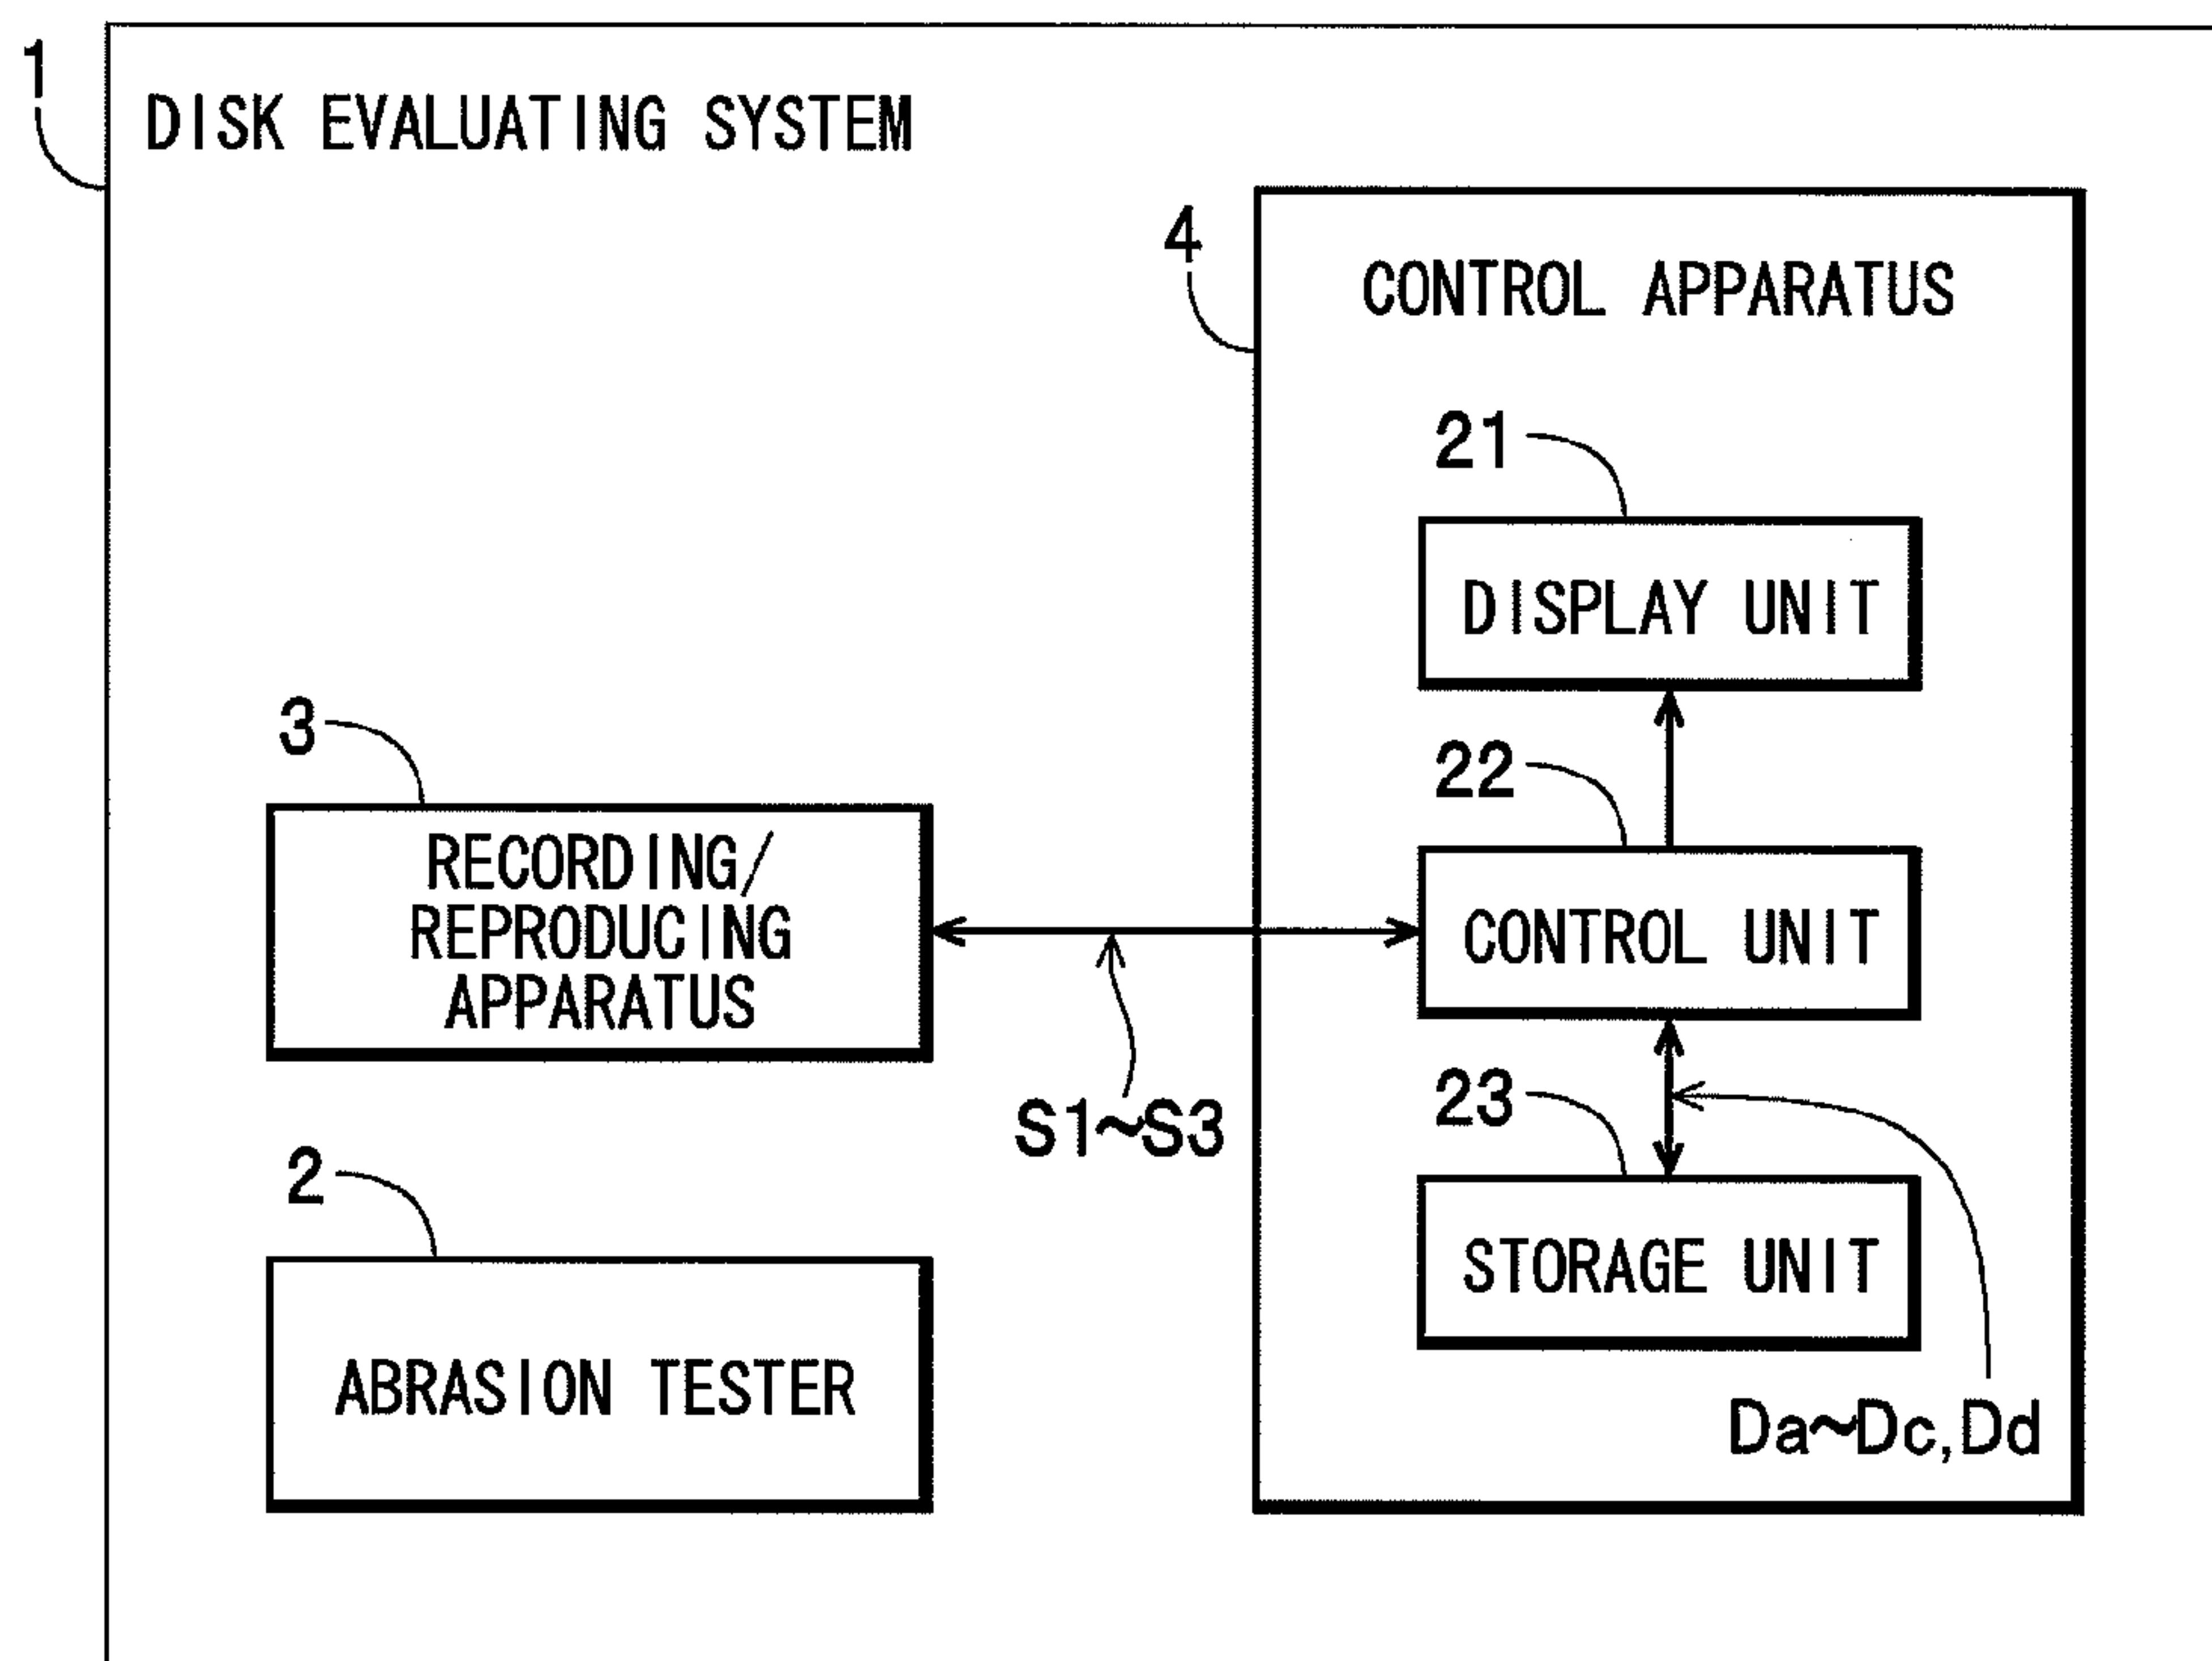 1
DISK EVALUATING SYSTEM
4
CONTROL APPARATUS
21
DISPLAY UNIT
3
22
RECORDING/
REPRODUCING
APPARATUS
CONTROL UNIT
S1~S3
23
2
STORAGE UNIT
ABRASION TESTER
Da~Dc,Dd